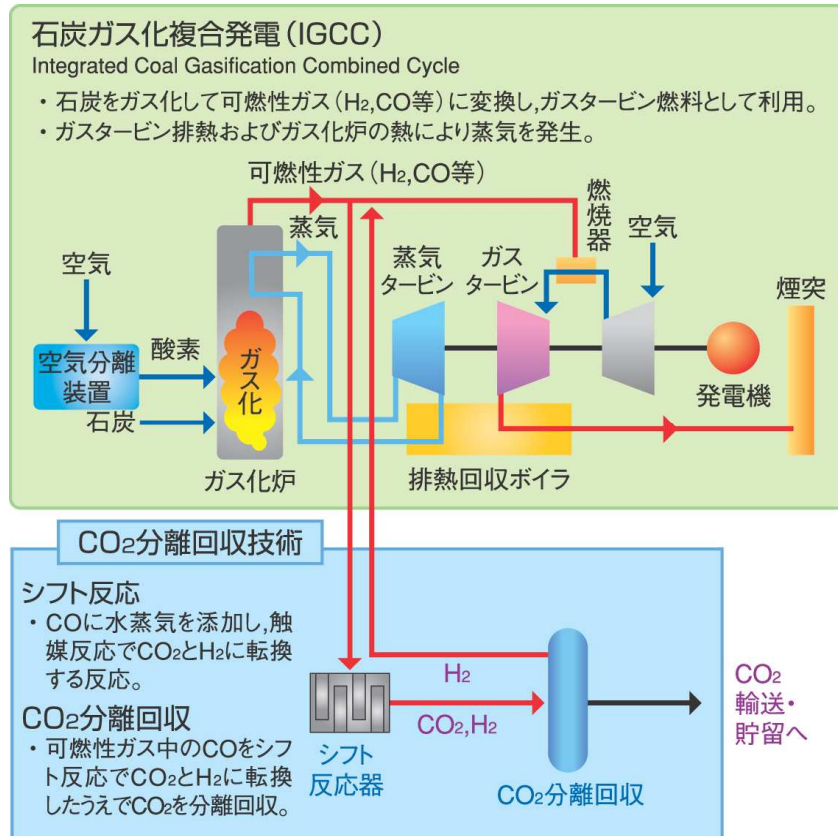 石炭ガス化複合発電(IGCC)
Integrated Coal Gasification Combined Cycle
・石炭をガス化して可燃性ガス(H2,CO等)に変換し,ガスタービン燃料として利用。
・ガスタービン排熱およびガス化炉の熱により蒸気を発生。
可燃性ガス(H2,CO等)
蒸気
燃焼器
空気
空気
蒸気
タービン
ガス
タービン
煙突
空気分離
装置
酸素
石炭
ガス化
ガス化炉
排熱回収ボイラ
発電機
CO2分離回収技術
シフト反応
・COに水蒸気を添加し,触
媒反応でCO2とH2に転換
する反応。
CO2分離回収
・可燃性ガス中のCOをシフ
ト反応でCO2とH2に転換
したうえでCO2を分離回収。
H2
CO2,H2
シフト
反応器
CO2分離回収
CO2
輸送・
貯留へ